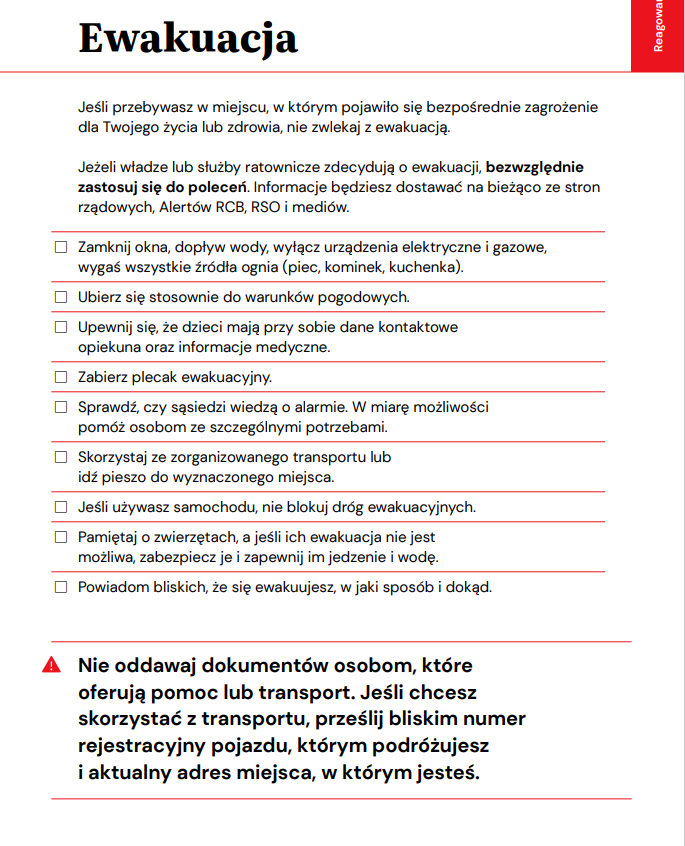 Ewakuacja
Jeśli przebywasz w miejscu, w którym pojawiło się bezpośrednie zagrożenie
dla Twojego życia lub zdrowia, nie zwlekaj z ewakuacją.
Jeżeli władze lub służby ratownicze zdecydują o ewakuacji, bezwzględnie
zastosuj się do poleceń. Informacje będziesz dostawać na bieżąco ze stron
rządowych, Alertów RCB, RSO i mediów.
Zamknij okna, dopływ wody, wyłącz urządzenia elektryczne i gazowe,
wygaś wszystkie źródła ognia (piec, kominek, kuchenka).
Ubierz się stosownie do warunków pogodowych.
Upewnij się, że dzieci mają przy sobie dane kontaktowe
opiekuna oraz informacje medyczne.
Zabierz plecak ewakuacyjny.
Sprawdź, czy sąsiedzi wiedzą o alarmie. W miarę możliwości
pomóż osobom ze szczególnymi potrzebami.
Skorzystaj ze zorganizowanego transportu lub
idź pieszo do wyznaczonego miejsca.
Jeśli używasz samochodu, nie blokuj dróg ewakuacyjnych.
Pamiętaj o zwierzętach, a jeśli ich ewakuacja nie jest
możliwa, zabezpiecz je i zapewnij im jedzenie i wodę.
Powiadom bliskich, że się ewakuujesz, w jaki sposób i dokąd.
Nie oddawaj dokumentów osobom, które
oferują pomoc lub transport. Jeśli chcesz
skorzystać z transportu, prześlij bliskim numer
rejestracyjny pojazdu, którym podróżujesz
i aktualny adres miejsca, w którym jesteś.